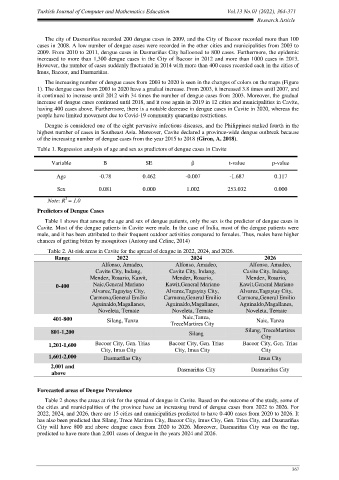 Turkish Journal of Computer and Mathematics Education Vol.13 No.01 (2022), 364-371
Research Article
The city of Dasmariñas recorded 200 dengue cases in 2009, and the City of Bacoor recorded more than 100
cases in 2008. A low number of dengue cases were recorded in the other cities and municipalities from 2003 to
2009. From 2010 to 2011, dengue cases in Dasmariñas City ballooned to 800 cases. Furthermore, the epidemic
increased to more than 1,300 dengue cases in the City of Bacoor in 2012 and more than 1000 cases in 2013.
However, the number of cases suddenly fluctuated in 2014 with more than 400 cases recorded each in the cities of
Imus, Bacoor, and Dasmariñas.
The increasing number of dengue cases from 2003 to 2020 is seen in the changes of colors on the maps (Figure
1). The dengue cases from 2003 to 2020 have a gradual increase. From 2003, it increased 3.8 times until 2007, and
it continued to increase until 2012 with 34 times the number of dengue cases from 2003. Moreover, the gradual
increase of dengue cases continued until 2018, and it rose again in 2019 in 12 cities and municipalities in Cavite,
having 400 cases above. Furthermore, there is a notable decrease in dengue cases in Cavite in 2020, whereas the
people have limited movement due to Covid-19 community quarantine restrictions.
Dengue is considered one of the eight pervasive infectious diseases, and the Philippines ranked fourth in the
highest number of cases in Southeast Asia. Moreover, Cavite declared a province-wide dengue outbreak because
of the increasing number of dengue cases from the year 2015 to 2018 (Giron, A. 2018).
Table 1. Regression analysis of age and sex as predictors of dengue cases in Cavite
Variable B SE β t-value p-value
Age -0.78 0.462 -0.007 -1.687 0.117
Sex 0.081 0.000 1.002 253.032 0.000
Note: R² = 1.0
Predictors of Dengue Cases
Table 1 shows that among the age and sex of dengue patients, only the sex is the predictor of dengue cases in
Cavite. Most of the dengue patients in Cavite were male. In the case of India, most of the dengue patients were
male, and it has been attributed to their frequent outdoor activities compared to females. Thus, males have higher
chances of getting bitten by mosquitoes (Antony and Celine, 2014)
Table 2. At-risk areas in Cavite for the spread of dengue in 2022, 2024, and 2026.
Range 2022 2024 2026
0-400
Alfonso, Amadeo, Alfonso, Amadeo, Alfonso, Amadeo,
Cavite City, Indang, Cavite City, Indang, Cavite City, Indang,
Mendez, Rosario, Kawit, Mendez, Rosario, Mendez, Rosario,
Naic,General Mariano Kawit,General Mariano Kawit,General Mariano
Alvarez,Tagaytay City, Alvarez,Tagaytay City, Alvarez,Tagaytay City,
Carmona,General Emilio Carmona,General Emilio Carmona,General Emilio
Aguinaldo,Magallanes, Aguinaldo,Magallanes, Aguinaldo,Magallanes,
Noveleta, Ternate Noveleta, Ternate Noveleta, Ternate
401-800 Silang, Tanza Naic,Tanza, TreceMartires City Naic, Tanza
801-1,200 Silang Silang, TreceMartires City
1,201-1,600 Bacoor City, Gen. Trias City, Imus City Bacoor City, Gen. Trias City, Imus City Bacoor City, Gen. Trias City
1,601-2,000 Dasmariñas City Imus City
2,001 and above Dasmariñas City Dasmariñas City
Forecasted areas of Dengue Prevalence
Table 2 shows the areas at risk for the spread of dengue in Cavite. Based on the outcome of the study, some of
the cities and municipalities of the province have an increasing trend of dengue cases from 2022 to 2026. For
2022, 2024, and 2026, there are 15 cities and municipalities predicted to have 0-400 cases from 2020 to 2026. It
has also been predicted that Silang, Trece Martires City, Bacoor City, Imus City, Gen. Trias City, and Dasmariñas
City will have 800 and above dengue cases from 2020 to 2026. Moreover, Dasmariñas City was on the top,
predicted to have more than 2,001 cases of dengue in the years 2024 and 2026.
367